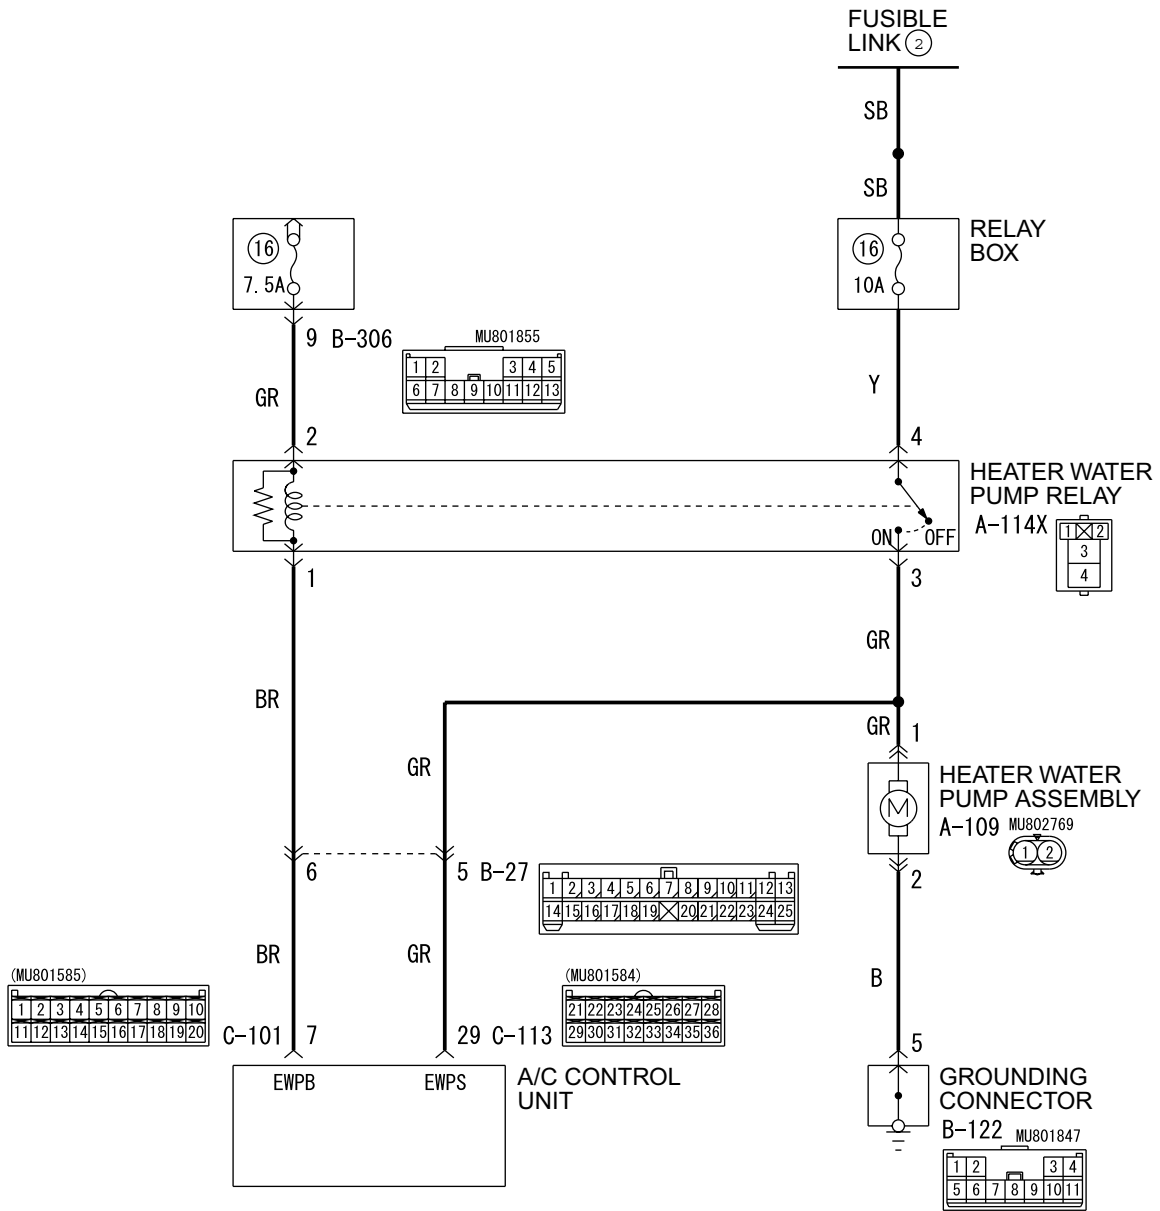 FUSIBLE
LINK 2
SB
SB
16
7.5A
16
10A
RELAY
BOX
9 B-306
MU801855
1 2 3 4 5
6 7 8 9 10 11 12 13
GR
Y
2
4
HEATER WATER
PUMP RELAY
A-114X
1 2
3
4
ON OFF
1
3
GR
BR
GR 1
GR
HEATER WATER
PUMP ASSEMBLY
A-109 MU802769
1 2
M
6
5 B-27
1 2 3 4 5 6 7 8 9 10 11 12 13
14 15 16 17 18 19 20 21 22 23 24 25
2
BR
GR
B
(MU801585)
1 2 3 4 5 6 7 8 9 10
11 12 13 14 15 16 17 18 19 20
C-101 7
29 C-113
(MU801584)
21 22 23 24 25 26 27 28
29 30 31 32 33 34 35 36
5
EWPB
EWPS
A/C CONTROL
UNIT
GROUNDING
CONNECTOR
B-122 MU801847
1 2 3 4
5 6 7 8 9 10 11